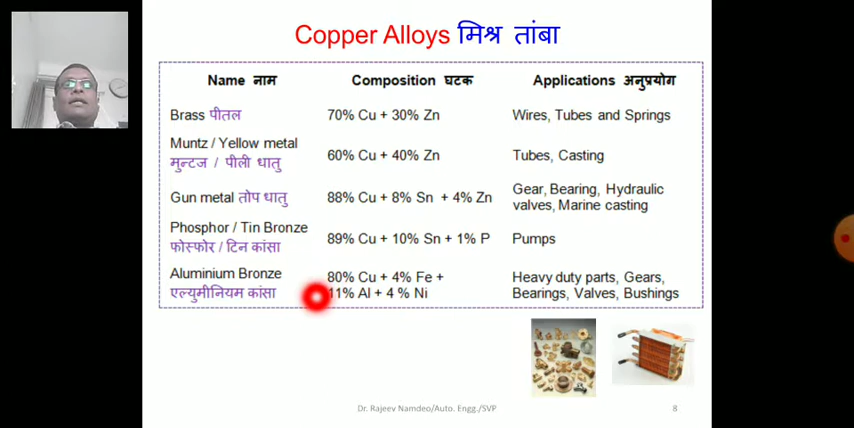 Copper Alloys मिश्र तांबा
Name नाम Composition घटक Applications अनुप्रयोग
Brass पीतल 70% Cu + 30% Zn Wires, Tubes and Springs
Muntz / Yellow metal
मुन्टज / पीली धातु 60% Cu + 40% Zn Tubes, Casting
Gun metal तोप धातु 88% Cu + 8% Sn + 4% Zn Gear, Bearing, Hydraulic
valves, Marine casting
Phosphor / Tin Bronze
फोस्फोर / टिन कांसा 89% Cu + 10% Sn + 1% P Pumps
Aluminium Bronze 80% Cu + 4% Fe + Heavy duty parts, Gears,
एल्युमीनियम कांसा 11% Al + 4 % Ni Bearings, Valves, Bushings
Dr. Rajeev Namdeo/Auto. Engg./SVP 8